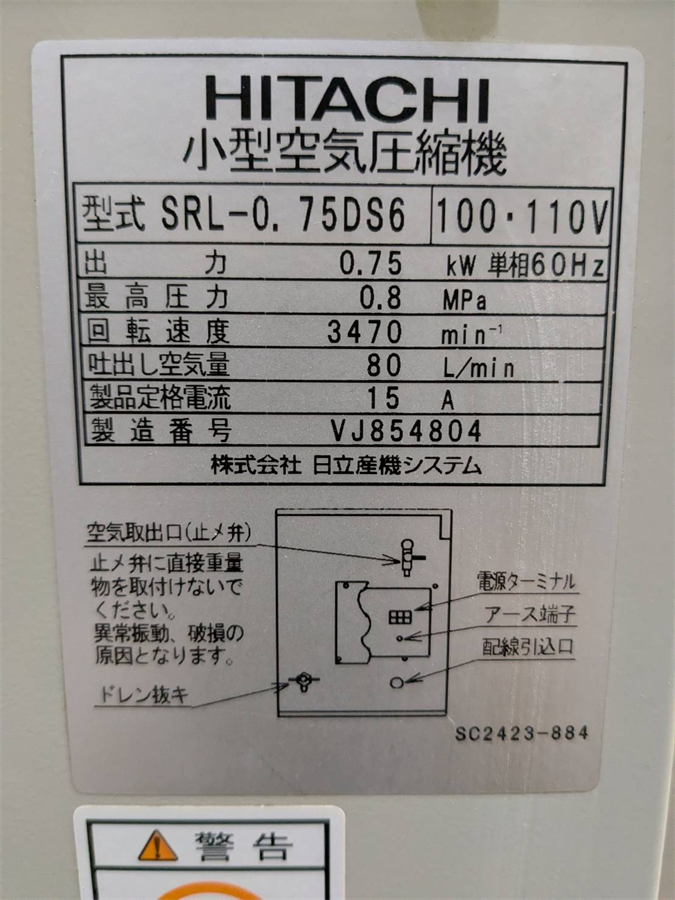 HITACHI
小型空気圧縮機
型式 SRL-0.75DS6 100・110V
出力 0.75 kW 単相60Hz
最高圧力 0.8 MPa
回転速度 3470 min⁻¹
吐出し空気量 80 L/min
製品定格電流 15 A
製造番号 VJ854804
株式会社 日立産機システム
空気取出口(止メ弁)
止メ弁に直接重量
物を取付けないで
ください。
異常振動、破損の
原因となります。
ドレン抜キ
電源ターミナル
アース端子
配線引込口
SC2423-884
警告